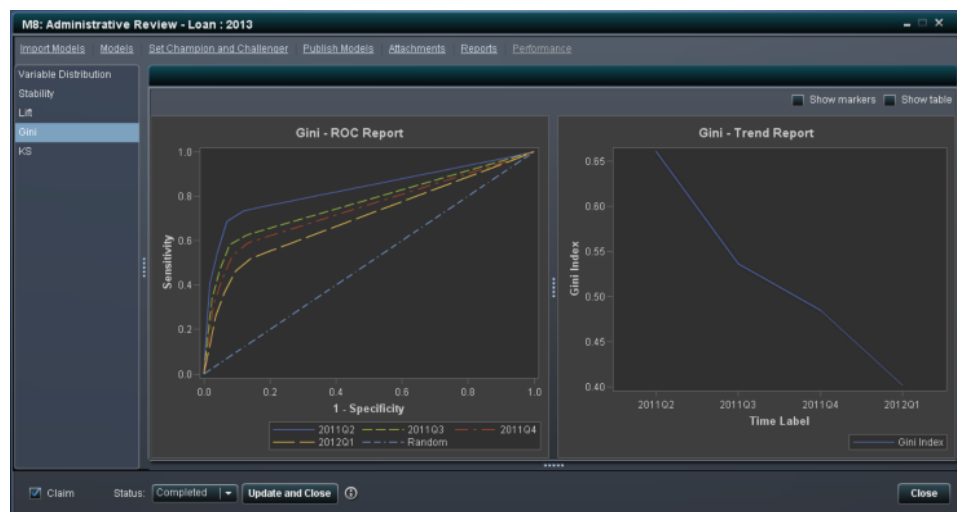 M8: Administrative Review - Loan : 2013
Import Models Models Set Champion and Challenger Publish Models Attachments Reports Performance
Variable Distribution
Stability
Lift
Gini
KS
Show markers Show table
Gini - ROC Report
1.0
0.8
0.6
0.4
0.2
0.0
Sensitivity
0.0 0.2 0.4 0.6 0.8 1.0
1 - Specificity
2011Q2 2011Q3 2011Q4
2012Q1 Random
Gini - Trend Report
0.65
0.60
0.55
0.50
0.45
0.40
Gini Index
2011Q2 2011Q3 2011Q4 2012Q1
Time Label
Gini Index
Claim Status: Completed Update and Close Close